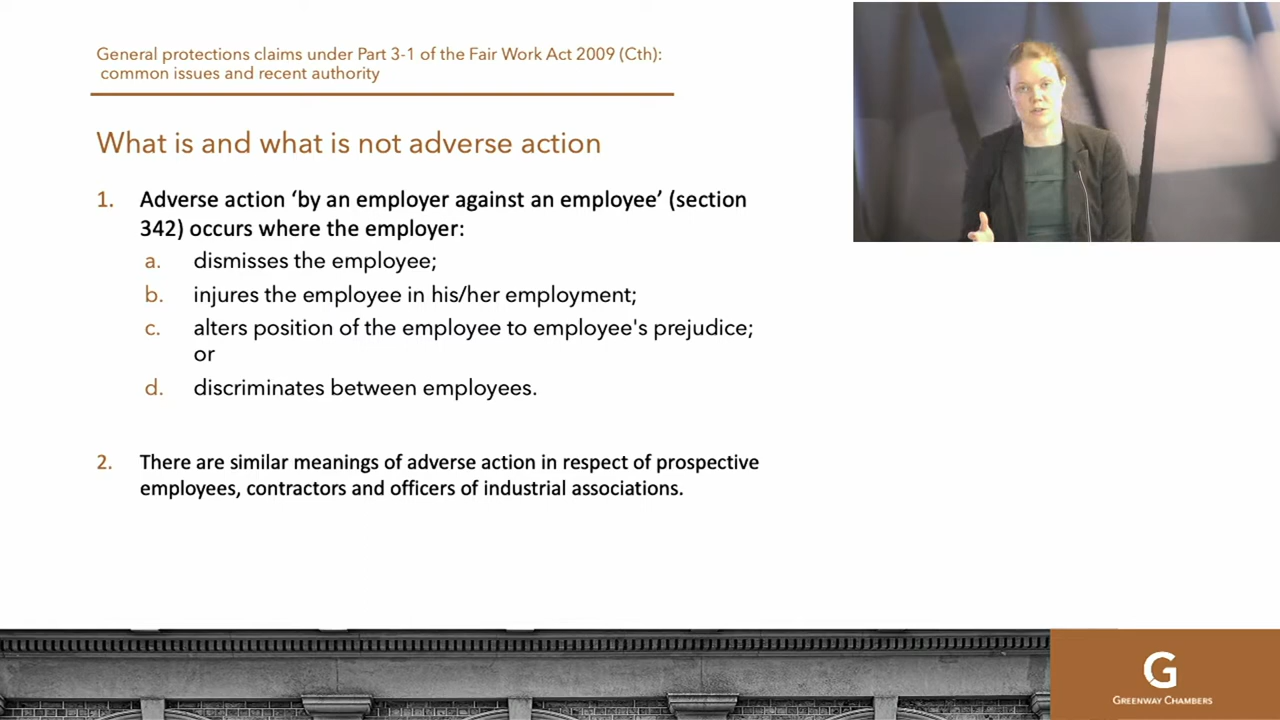 General protections claims under Part 3-1 of the Fair Work Act 2009 (Cth):
common issues and recent authority
What is and what is not adverse action
1. Adverse action ‘by an employer against an employee’ (section
342) occurs where the employer:
a. dismisses the employee;
b. injures the employee in his/her employment;
c. alters position of the employee to employee's prejudice;
or
d. discriminates between employees.
2. There are similar meanings of adverse action in respect of prospective
employees, contractors and officers of industrial associations.
G
GREENWAY CHAMBERS